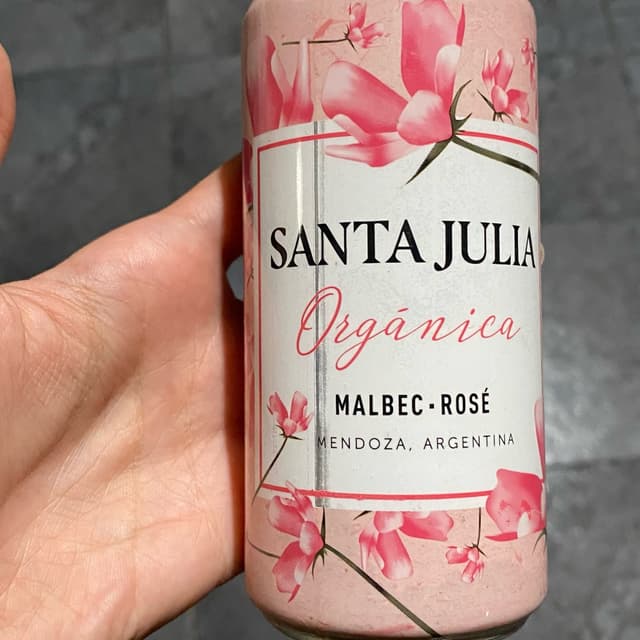 SANTA JULIA
Orgánica
MALBEC · ROSÉ
MENDOZA, ARGENTINA